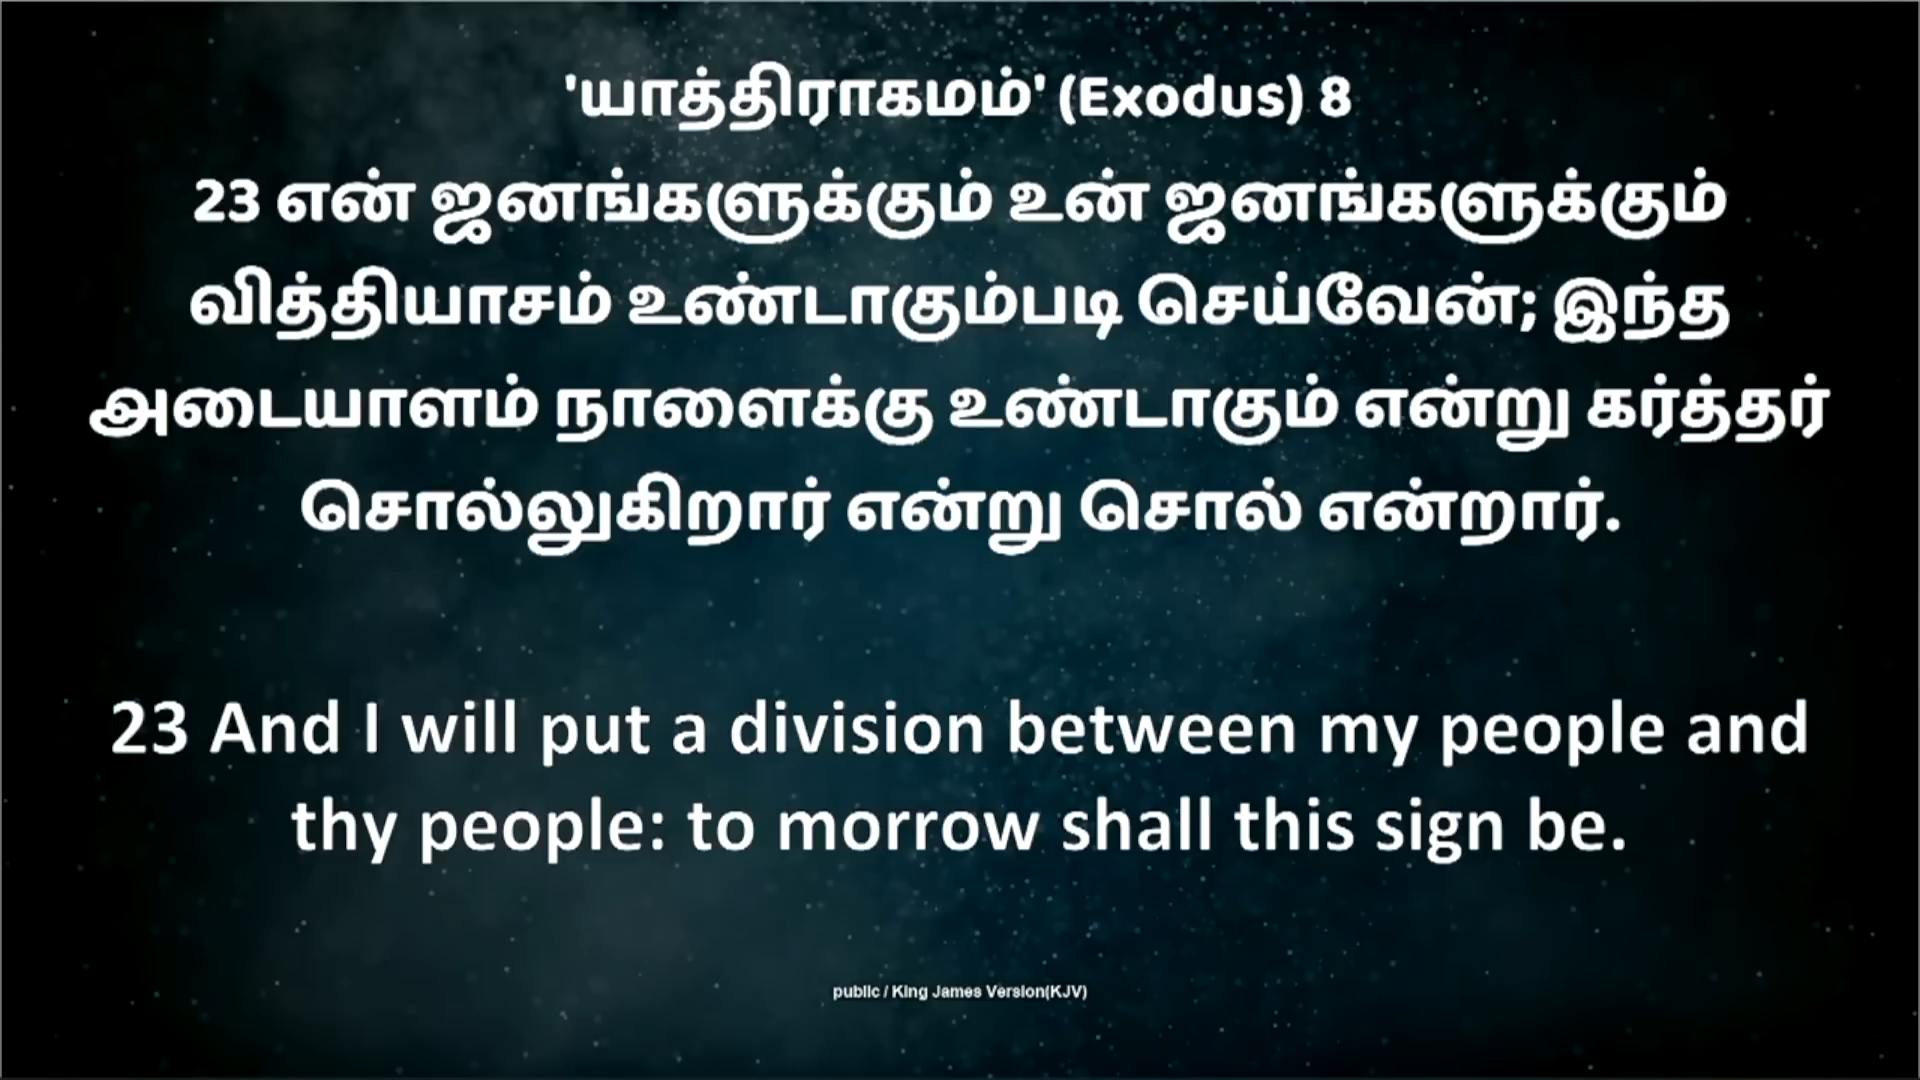 'யாத்திராகமம்' (Exodus) 8
23 என் ஜனங்களுக்கும் உன் ஜனங்களுக்கும்
வித்தியாசம் உண்டாகும்படி செய்வேன்; இந்த
அடையாளம் நாளைக்கு உண்டாகும் என்று கர்த்தர்
சொல்லுகிறார் என்று சொல் என்றார்.
23 And I will put a division between my people and
thy people: to morrow shall this sign be.
public / King James Version(KJV)